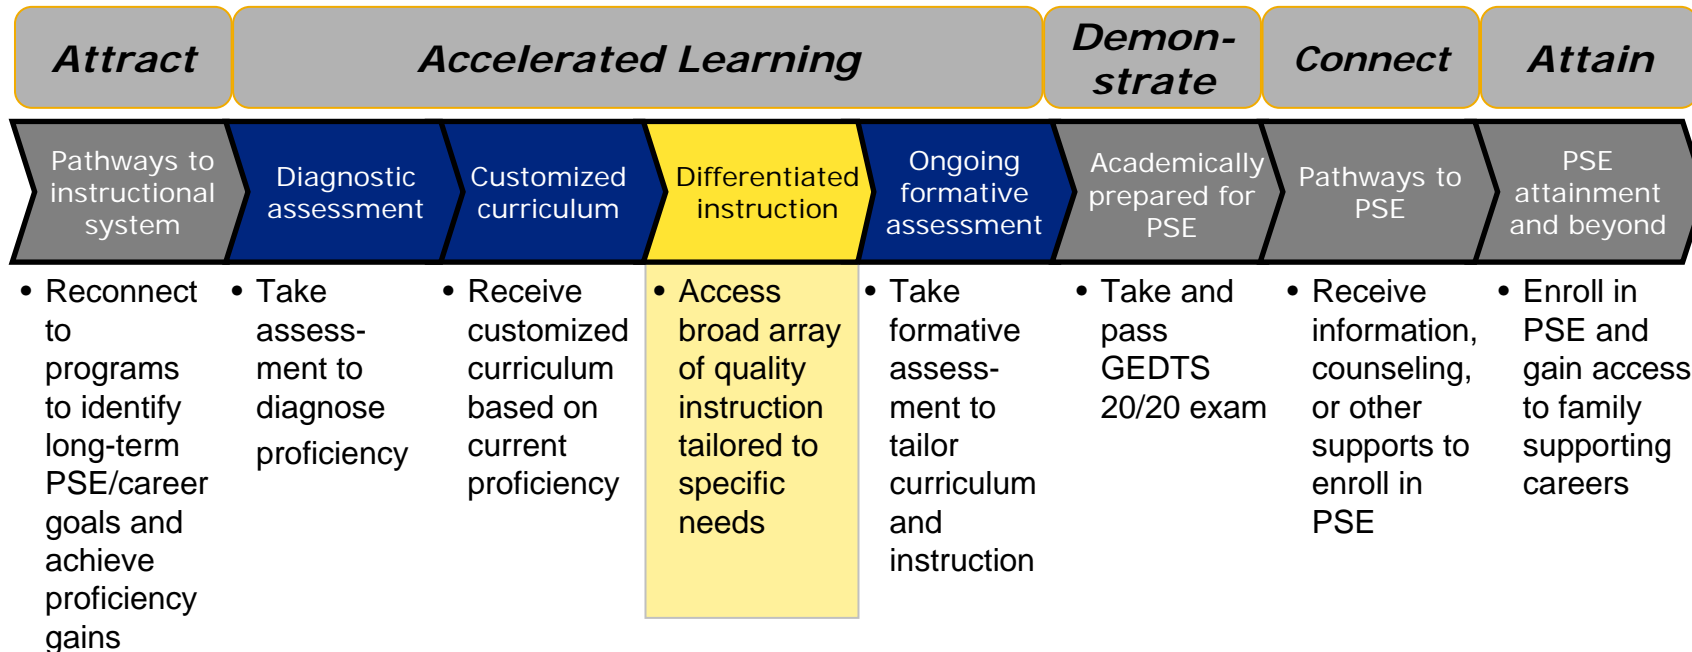 Attract
Accelerated Learning
Demon-
strate
Connect
Attain
Pathways to
instructional
system
Diagnostic
assessment
Customized
curriculum
Differentiated
instruction
Ongoing
formative
assessment
Academically
prepared for
PSE
Pathways to
PSE
PSE
attainment
and beyond
• Reconnect
to
programs
to identify
long-term
PSE/career
goals and
achieve
proficiency
gains
• Take
assess-
ment to
diagnose
proficiency
• Receive
customized
curriculum
based on
current
proficiency
• Access
broad array
of quality
instruction
tailored to
specific
needs
• Take
formative
assess-
ment to
tailor
curriculum
and
instruction
• Take and
pass
GEDTS
20/20 exam
• Receive
information,
counseling,
or other
supports to
enroll in
PSE
• Enroll in
PSE and
gain access
to family
supporting
careers